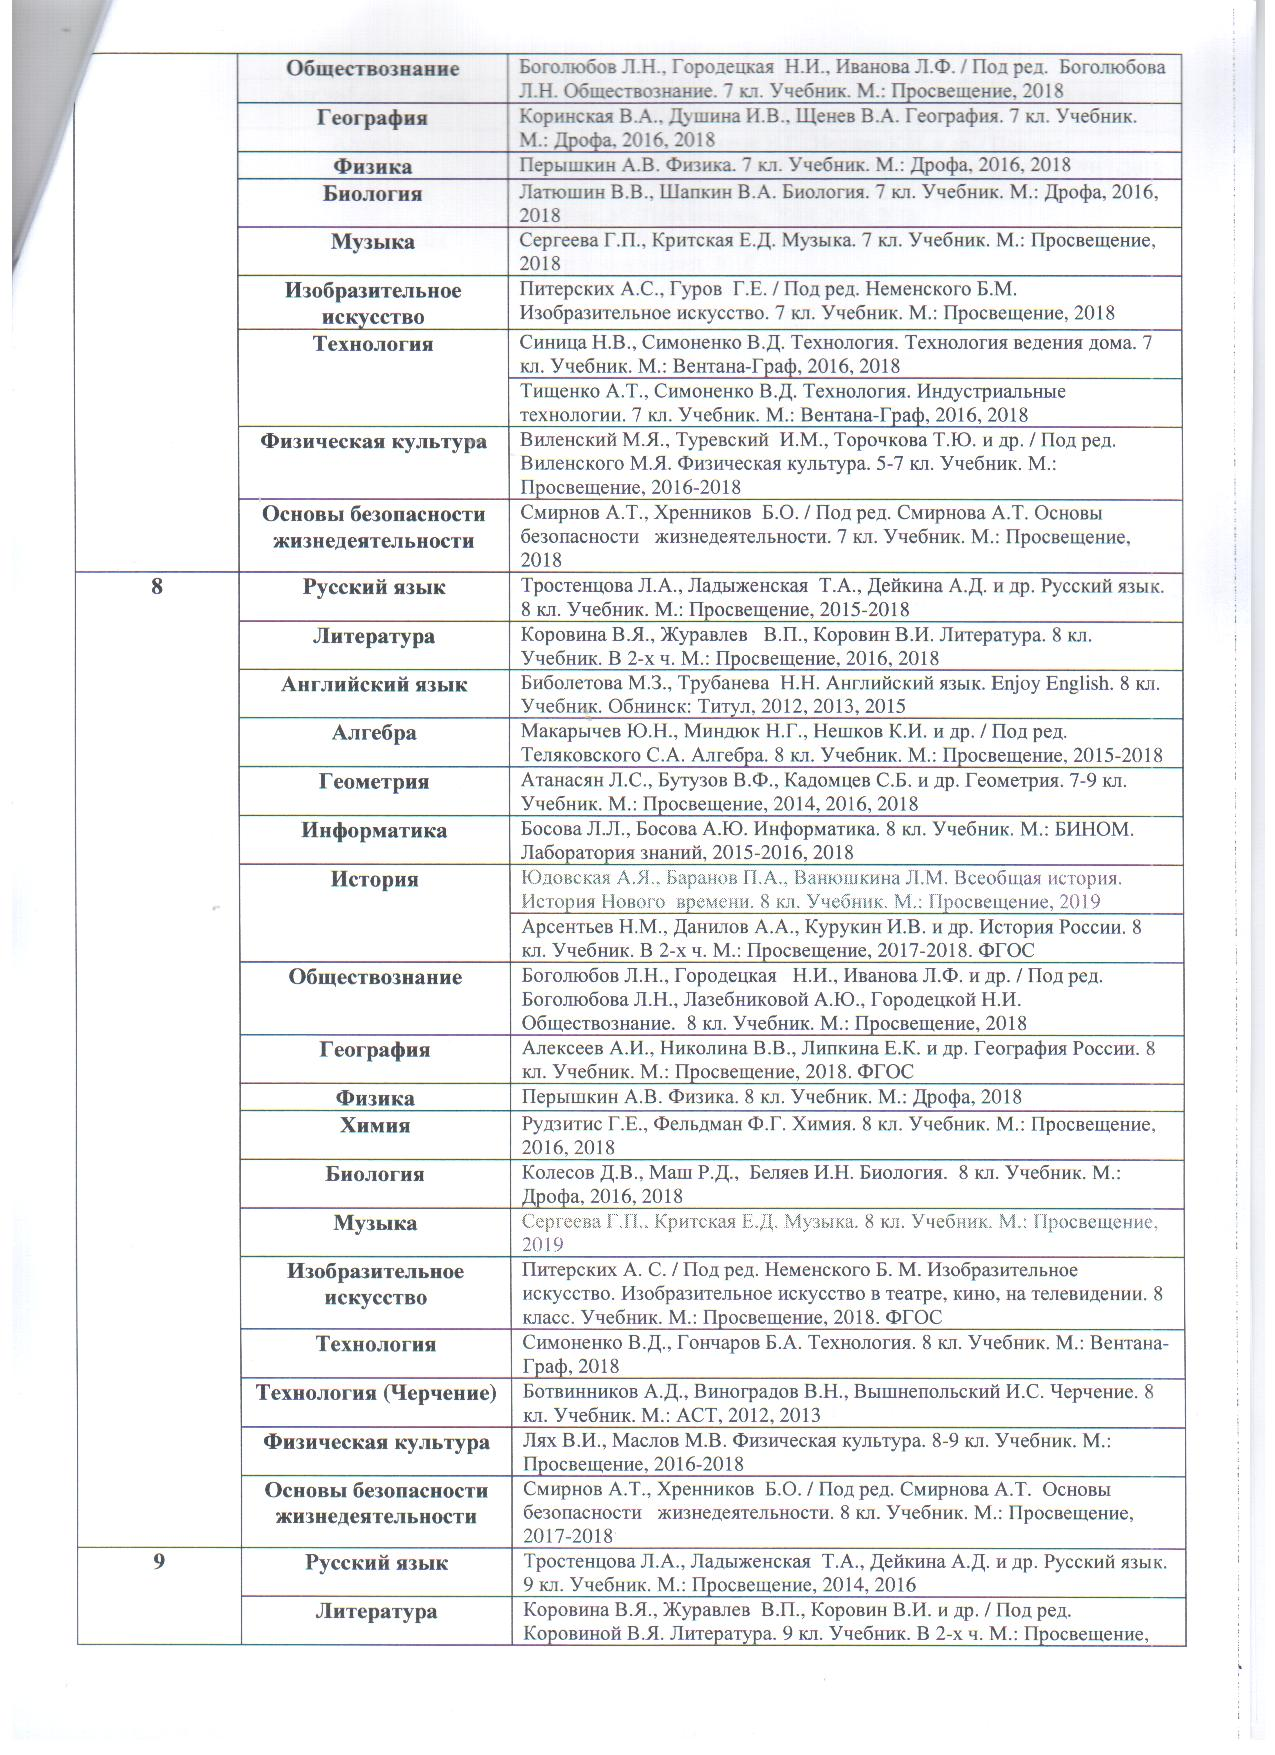 Обществознание
Боголюбов Л.Н., Городецкая Н.И., Иванова Л.Ф. / Под ред. Боголюбова
Л.Н. Обществознание. 7 кл. Учебник. М.: Просвещение, 2018
География
Коринская В.А., Душина И.В., Щенев В.А. География. 7 кл. Учебник.
М.: Дрофа, 2016, 2018
Физика
Перышкин А.В. Физика. 7 кл. Учебник. М.: Дрофа, 2016, 2018
Биология
Латюшин В.В., Шапкин В.А. Биология. 7 кл. Учебник. М.: Дрофа, 2016,
2018
Музыка
Сергеева Г.П., Критская Е.Д. Музыка. 7 кл. Учебник. М.: Просвещение,
2018
Изобразительное
искусство
Питерских А.С., Гуров Г.Е. / Под ред. Неменского Б.М.
Изобразительное искусство. 7 кл. Учебник. М.: Просвещение, 2018
Технология
Синица Н.В., Симоненко В.Д. Технология. Технология ведения дома. 7
кл. Учебник. М.: Вентана-Граф, 2016, 2018
Тищенко А.Т., Симоненко В.Д. Технология. Индустриальные
технологии. 7 кл. Учебник. М.: Вентана-Граф, 2016, 2018
Физическая культура
Виленский М.Я., Туревский И.М., Торочкова Т.Ю. и др. / Под ред.
Виленского М.Я. Физическая культура. 5-7 кл. Учебник. М.:
Просвещение, 2016-2018
Основы безопасности
жизнедеятельности
Смирнов А.Т., Хренников Б.О. / Под ред. Смирнова А.Т. Основы
безопасности жизнедеятельности. 7 кл. Учебник. М.: Просвещение,
2018
8
Русский язык
Тростенцова Л.А., Ладыженская Т.А., Дейкина А.Д. и др. Русский язык.
8 кл. Учебник. М.: Просвещение, 2015-2018
Литература
Коровина В.Я., Журавлев В.П., Коровин В.И. Литература. 8 кл.
Учебник. В 2-х ч. М.: Просвещение, 2016, 2018
Английский язык
Биболетова М.З., Трубанева Н.Н. Английский язык. Enjoy English. 8 кл.
Учебник. Обнинск: Титул, 2012, 2013, 2015
Алгебра
Макарычев Ю.Н., Миндюк Н.Г., Нешков К.И. и др. / Под ред.
Теляковского С.А. Алгебра. 8 кл. Учебник. М.: Просвещение, 2015-2018
Геометрия
Атанасян Л.С., Бутузов В.Ф., Кадомцев С.Б. и др. Геометрия. 7-9 кл.
Учебник. М.: Просвещение, 2014, 2016, 2018
Информатика
Босова Л.Л., Босова А.Ю. Информатика. 8 кл. Учебник. М.: БИНОМ.
Лаборатория знаний, 2015-2016, 2018
История
Юдовская А.Я., Баранов П.А., Ванюшкина Л.М. Всеобщая история.
История Нового времени. 8 кл. Учебник. М.: Просвещение, 2019
Арсентьев Н.М., Данилов А.А., Курукин И.В. и др. История России. 8
кл. Учебник. В 2-х ч. М.: Просвещение, 2017-2018. ФГОС
Обществознание
Боголюбов Л.Н., Городецкая Н.И., Иванова Л.Ф. и др. / Под ред.
Боголюбова Л.Н., Лазебниковой А.Ю., Городецкой Н.И.
Обществознание. 8 кл. Учебник. М.: Просвещение, 2018
География
Алексеев А.И., Николина В.В., Липкина Е.К. и др. География России. 8
кл. Учебник. М.: Просвещение, 2018. ФГОС
Физика
Перышкин А.В. Физика. 8 кл. Учебник. М.: Дрофа, 2018
Химия
Рудзитис Г.Е., Фельдман Ф.Г. Химия. 8 кл. Учебник. М.: Просвещение,
2016, 2018
Биология
Колесов Д.В., Маш Р.Д., Беляев И.Н. Биология. 8 кл. Учебник. М.:
Дрофа, 2016, 2018
Музыка
Сергеева Г.П., Критская Е.Д. Музыка. 8 кл. Учебник. М.: Просвещение,
2019
Изобразительное
искусство
Питерских А. С. / Под ред. Неменского Б. М. Изобразительное
искусство. Изобразительное искусство в театре, кино, на телевидении. 8
класс. Учебник. М.: Просвещение, 2018. ФГОС
Технология
Симоненко В.Д., Гончаров Б.А. Технология. 8 кл. Учебник. М.: Вентана-
Граф, 2018
Технология (Черчение)
Ботвинников А.Д., Виноградов В.Н., Вышнепольский И.С. Черчение. 8
кл. Учебник. М.: АСТ, 2012, 2013
Физическая культура
Лях В.И., Маслов М.В. Физическая культура. 8-9 кл. Учебник. М.:
Просвещение, 2016-2018
Основы безопасности
жизнедеятельности
Смирнов А.Т., Хренников Б.О. / Под ред. Смирнова А.Т. Основы
безопасности жизнедеятельности. 8 кл. Учебник. М.: Просвещение,
2017-2018
9
Русский язык
Тростенцова Л.А., Ладыженская Т.А., Дейкина А.Д. и др. Русский язык.
9 кл. Учебник. М.: Просвещение, 2014, 2016
Литература
Коровина В.Я., Журавлев В.П., Коровин В.И. и др. / Под ред.
Коровиной В.Я. Литература. 9 кл. Учебник. В 2-х ч. М.: Просвещение,